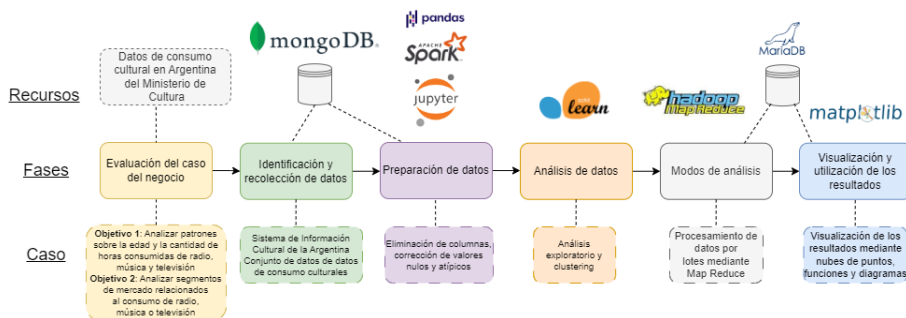 pandas
mongoDB®
APACHE
Spark
MariaDB
Datos de consumo
cultural en Argentina
del Ministerio de
Cultura
Recursos
jupyter
learn
hadoop
Map Reduce
matplotlib
Fases
Evaluación del caso
del negocio
Identificación y
recolección de datos
Preparación de datos
Análisis de datos
Modos de análisis
Visualización y
utilización de los
resultados
Caso
Objetivo 1: Analizar patrones
sobre la edad y la cantidad de
horas consumidas de radio,
música y televisión
Objetivo 2: Analizar segmentos
de mercado relacionados
al consumo de radio,
música o televisión
Sistema de Información
Cultural de la Argentina
Conjunto de datos de datos
de consumo culturales
Eliminación de columnas,
corrección de valores
nulos y atípicos
Análisis
exploratorio y
clustering
Procesamiento de
datos por
lotes mediante
Map Reduce
Visualización de los
resultados mediante
nubes de puntos,
funciones y diagramas